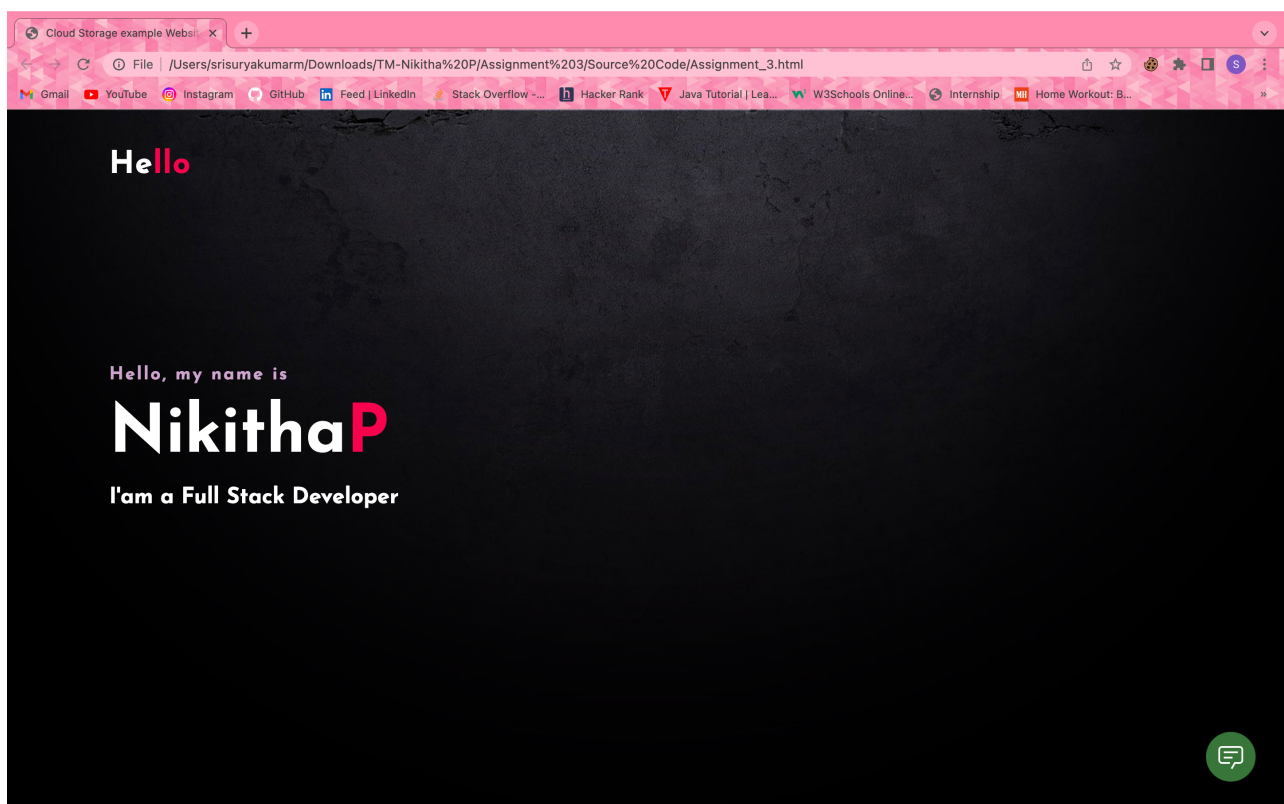 Cloud Storage example Websi
File /Users/srisuryakumarm/Downloads/TM-Nikitha%20P/Assignment%203/Source%20Code/Assignment_3.html S
Gmail YouTube Instagram GitHub in Feed | LinkedIn Stack Overflow -... h Hacker Rank Java Tutorial | Lea... W3Schools Online... Internship MH Home Workout: B... »
Hello
Hello, my name is
NikithaP
I'am a Full Stack Developer